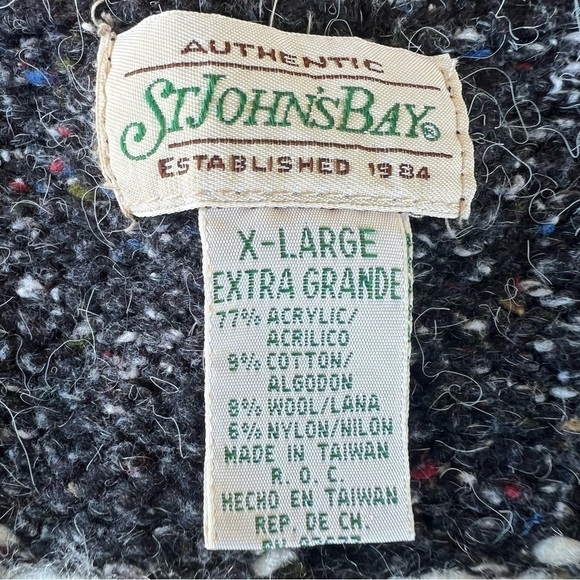 AUTHENTIC
ST. JOHN'S BAY®
ESTABLISHED 1984
X-LARGE
EXTRA GRANDE
77% ACRYLIC/
ACRILICO
9% COTTON/
ALGODON
8% WOOL/LANA
6% NYLON/NILON
MADE IN TAIWAN
R. O. C.
HECHO EN TAIWAN
REP. DE CH.